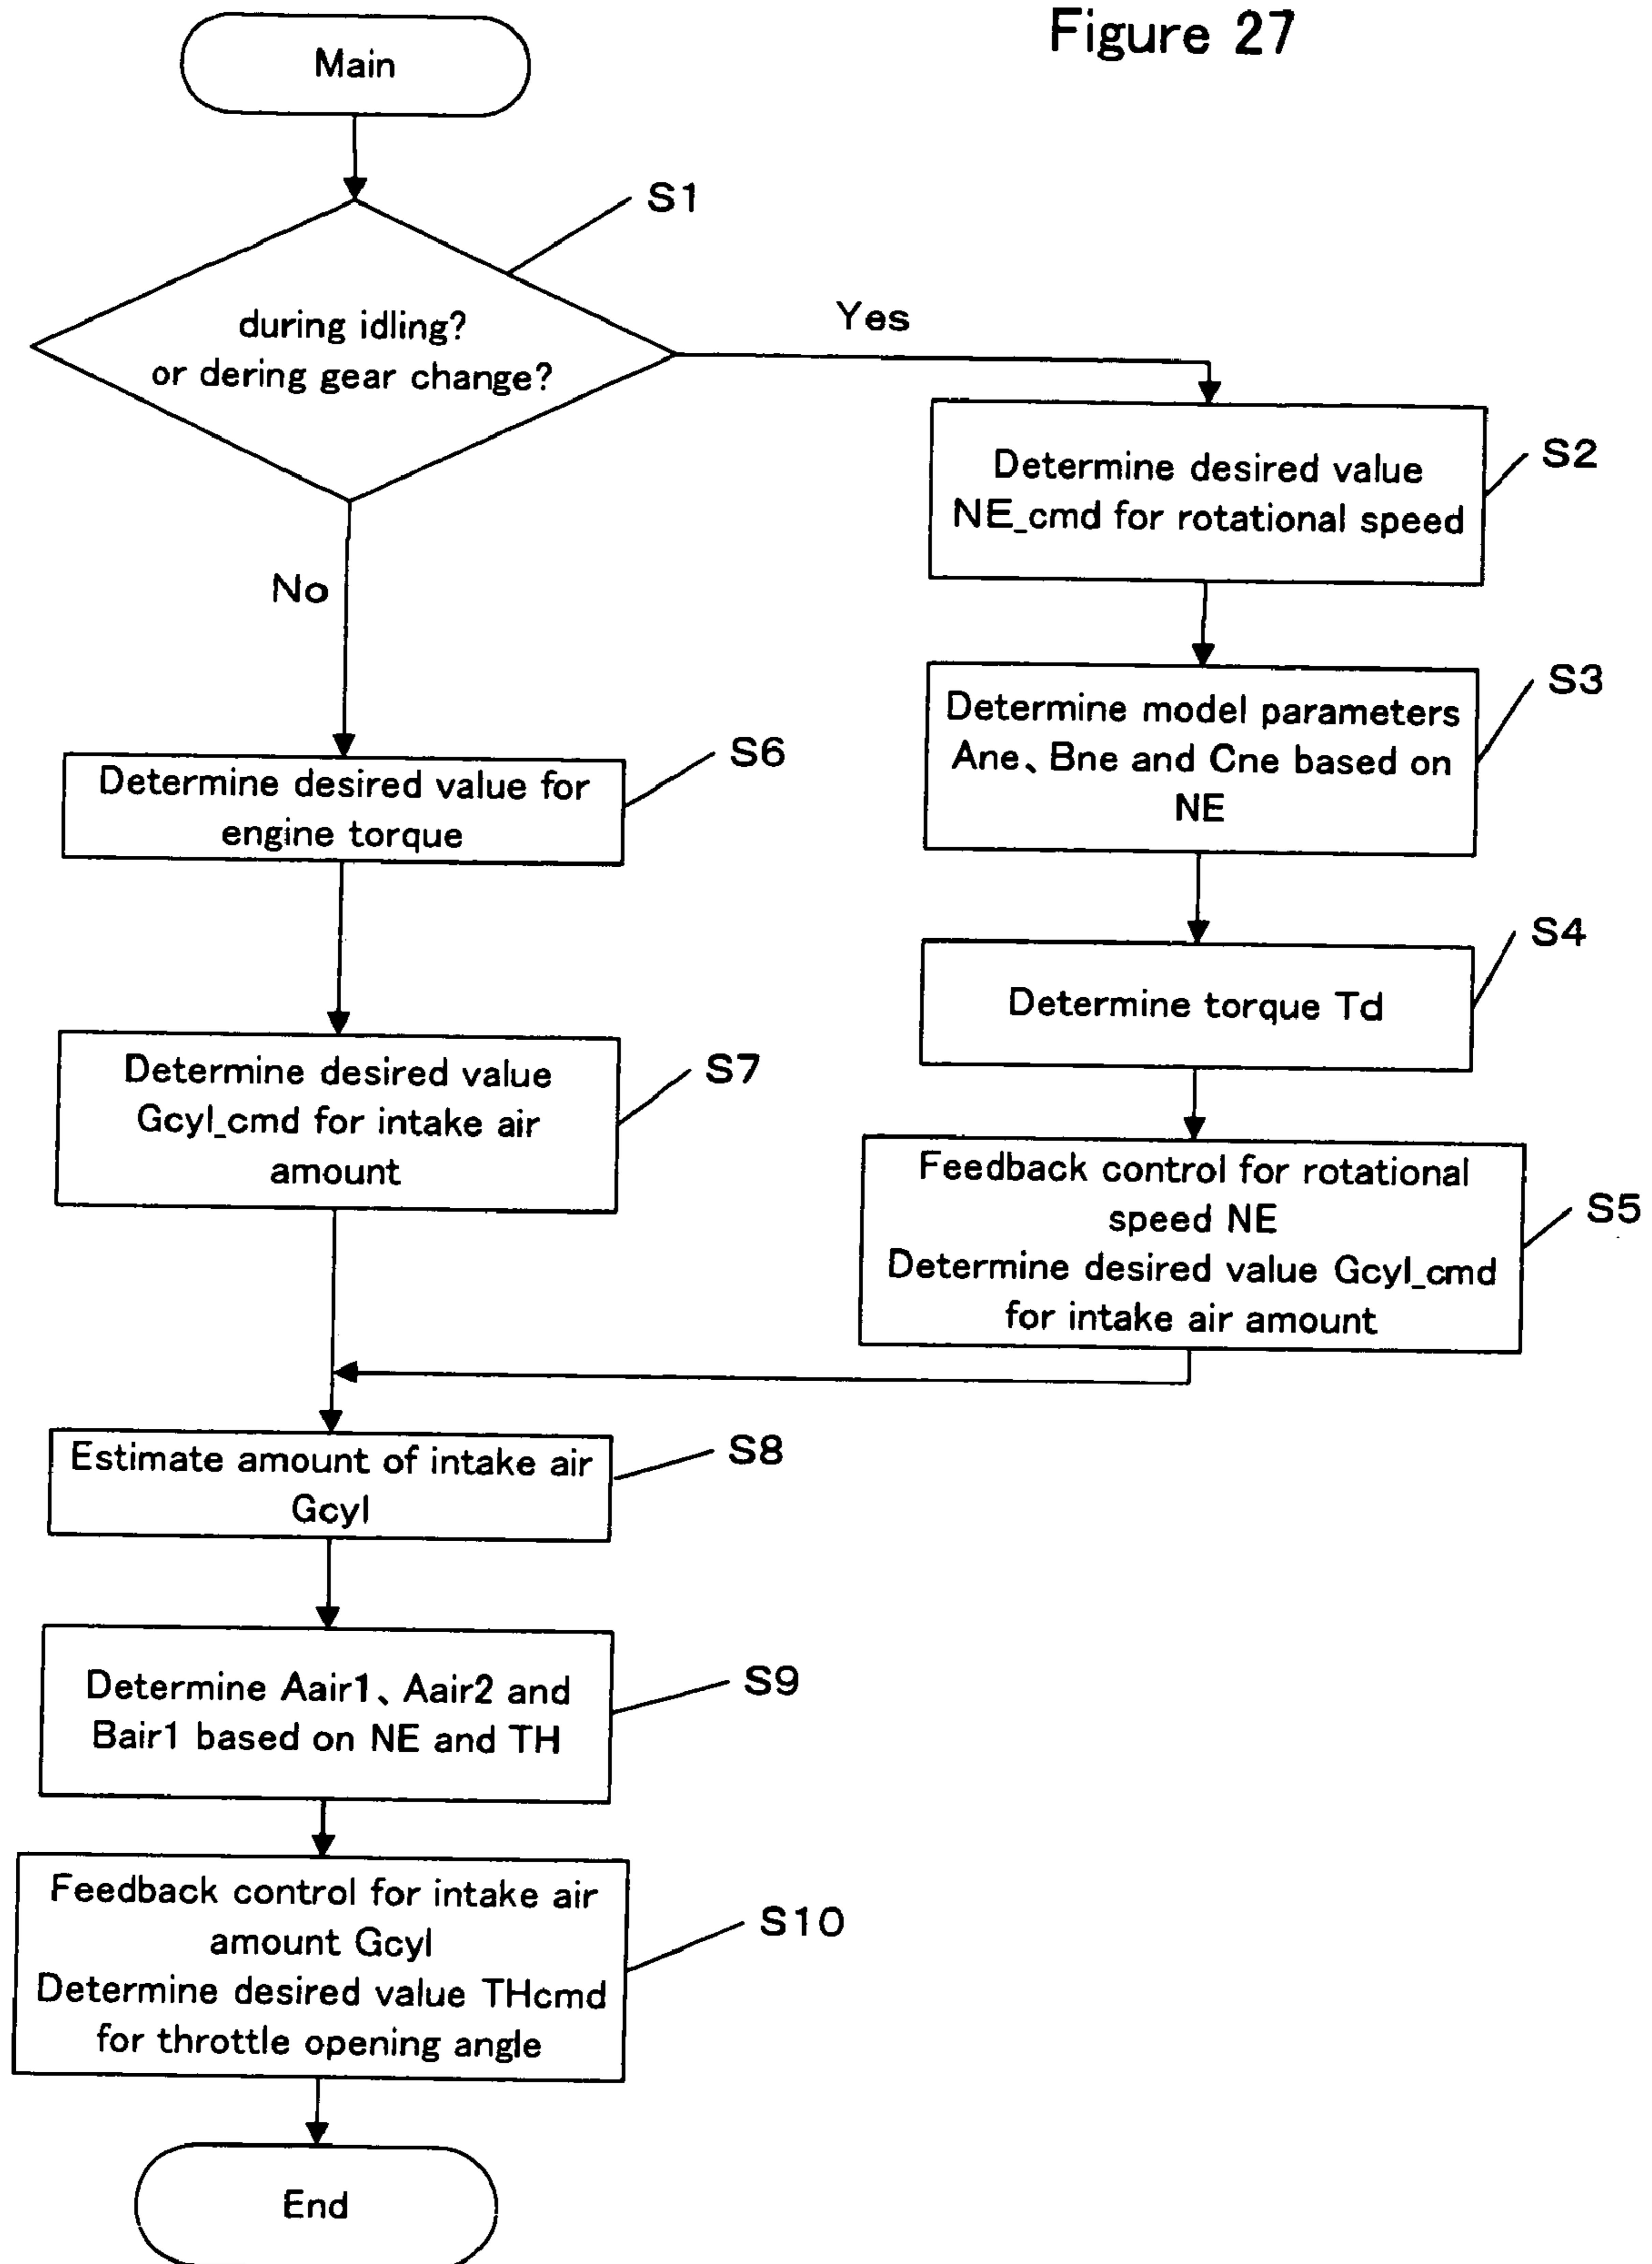 Figure 27
Main
S1
during idling?
or dering gear change?
Yes
No
S2
Determine desired value
NE_cmd for rotational speed
S3
Determine model parameters
Ane、Bne and Cne based on
NE
S4
Determine torque Td
S5
Feedback control for rotational
speed NE
Determine desired value Gcyl_cmd
for intake air amount
S6
Determine desired value for
engine torque
S7
Determine desired value
Gcyl_cmd for intake air
amount
S8
Estimate amount of intake air
Gcyl
S9
Determine Aair1、Aair2 and
Bair1 based on NE and TH
S10
Feedback control for intake air
amount Gcyl
Determine desired value THcmd
for throttle opening angle
End